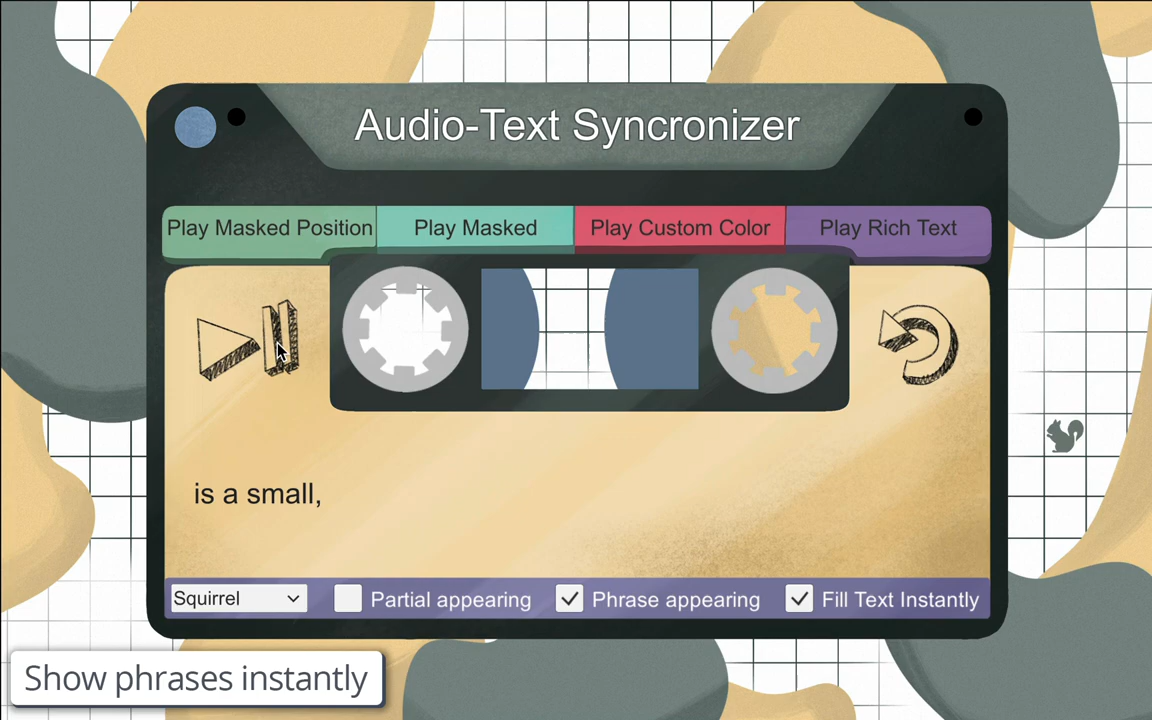 Audio-Text Syncronizer
Play Masked Position
Play Masked
Play Custom Color
Play Rich Text
is a small,
Squirrel
Partial appearing
Phrase appearing
Fill Text Instantly
Show phrases instantly